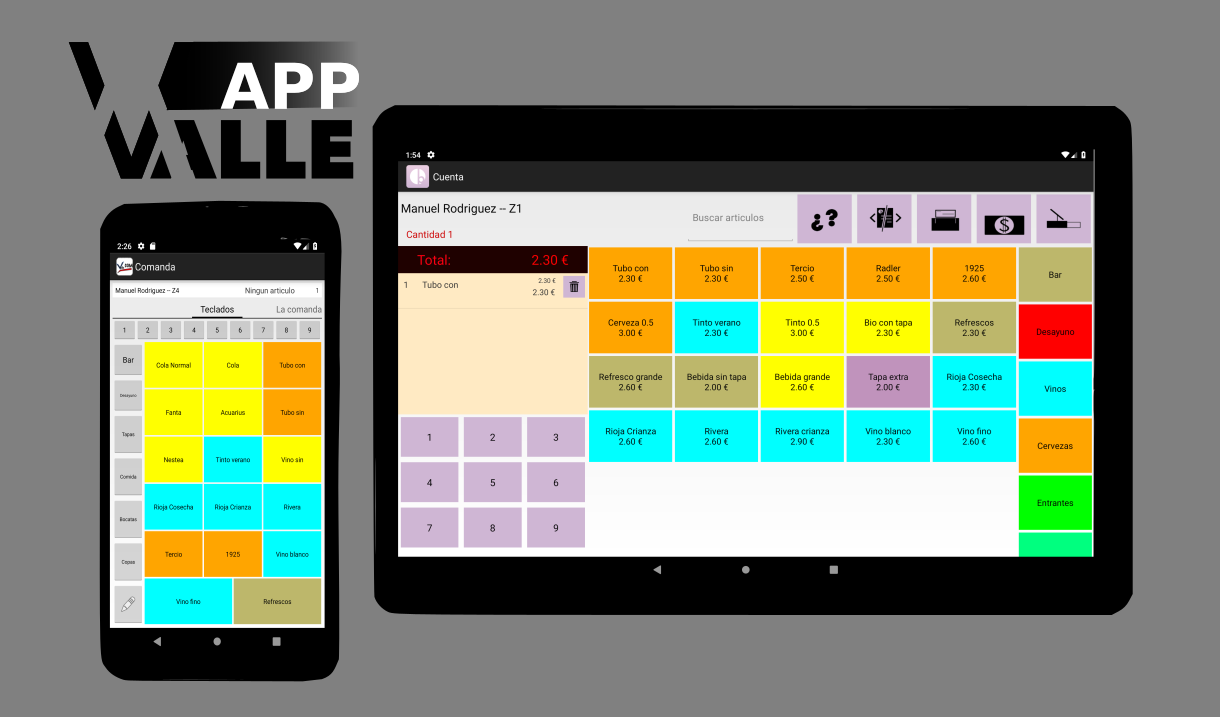 APP
VALLE
2:26
Comanda
Manuel Rodriguez -- Z4 Ningun articulo 1
Teclados La comanda
1 2 3 4 5 6 7 8 9
Bar Cola Normal Cola Tubo con
Desayuno
Fanta Acuarius Tubo sin
Tapas
Nestea Tinto verano Vino sin
Comida
Rioja Cosecha Rioja Crianza Rivera
Bocatas
Tercio 1925 Vino blanco
Copas
Vino fino Refrescos
1:54
Cuenta
Manuel Rodriguez -- Z1
Buscar articulos
Cantidad 1
Total: 2.30 €
1 Tubo con 2.30 €
2.30 €
1 2 3
4 5 6
7 8 9
Tubo con Tubo sin Tercio Radler 1925
2.30 € 2.30 € 2.50 € 2.50 € 2.60 €
Cerveza 0.5 Tinto verano Tinto 0.5 Bio con tapa Refrescos
3.00 € 2.30 € 3.00 € 2.30 € 2.30 €
Refresco grande Bebida sin tapa Bebida grande Tapa extra Rioja Cosecha
2.60 € 2.00 € 2.60 € 2.00 € 2.30 €
Rioja Crianza Rivera Rivera crianza Vino blanco Vino fino
2.60 € 2.60 € 2.90 € 2.30 € 2.60 €
Bar
Desayuno
Vinos
Cervezas
Entrantes